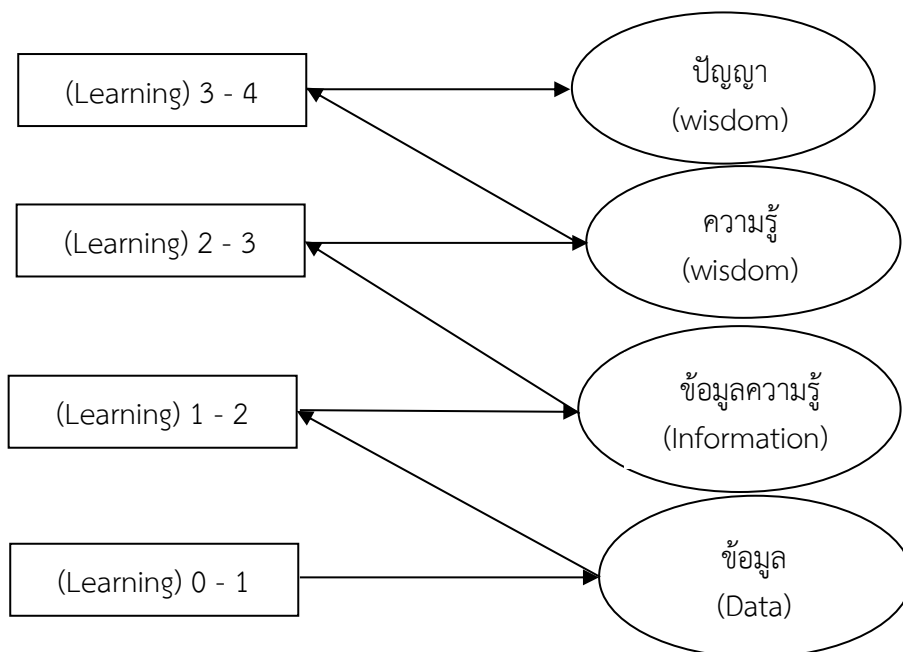 (Learning) 3 - 4
ปัญญา
(wisdom)
(Learning) 2 - 3
ความรู้
(wisdom)
(Learning) 1 - 2
ข้อมูลความรู้
(Information)
(Learning) 0 - 1
ข้อมูล
(Data)